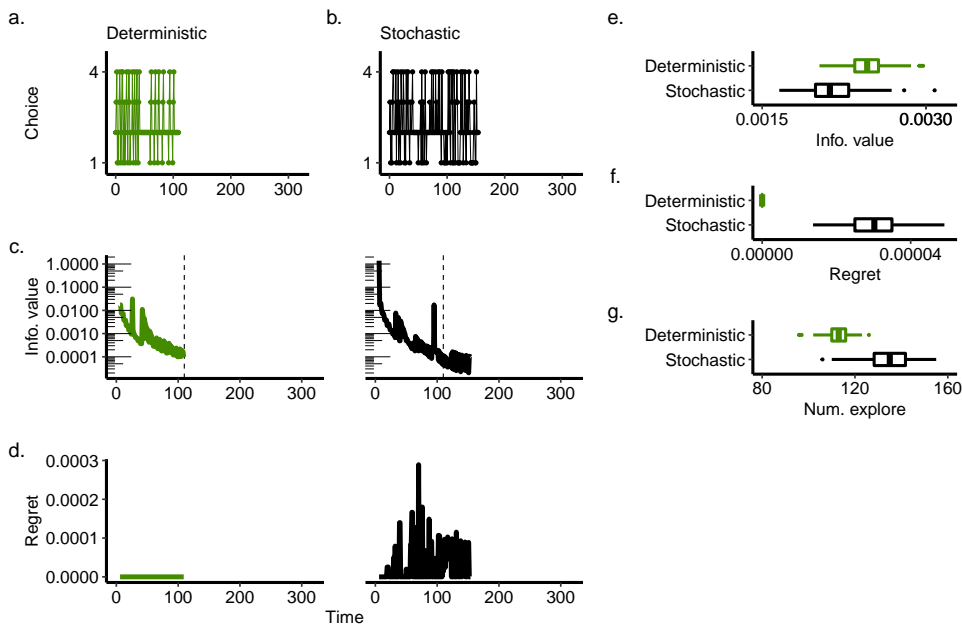 a.
Deterministic
Choice
4
1
0 100 200 300
b.
Stochastic
4
1
0 100 200 300
c.
Info. value
1.0000
0.1000
0.0100
0.0010
0.0001
0 100 200 300
0 100 200 300
d.
Regret
0.0003
0.0002
0.0001
0.0000
0 100 200 300
0 100 200 300
Time
e.
Deterministic
Stochastic
0.0015 0.0030
Info. value
f.
Deterministic
Stochastic
0.00000 0.00004
Regret
g.
Deterministic
Stochastic
80 120 160
Num. explore